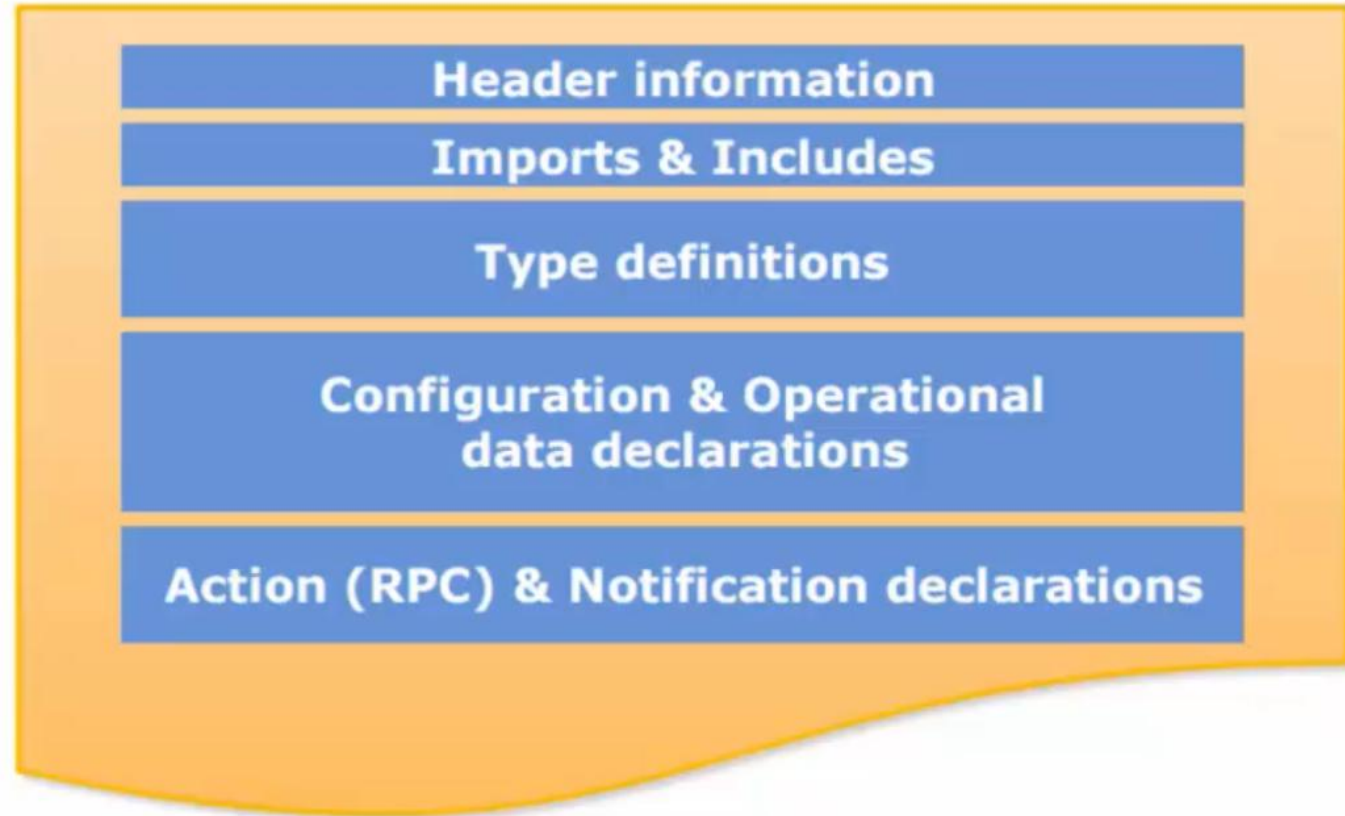 Header information
Imports & Includes
Type definitions
Configuration & Operational
data declarations
Action (RPC) & Notification declarations